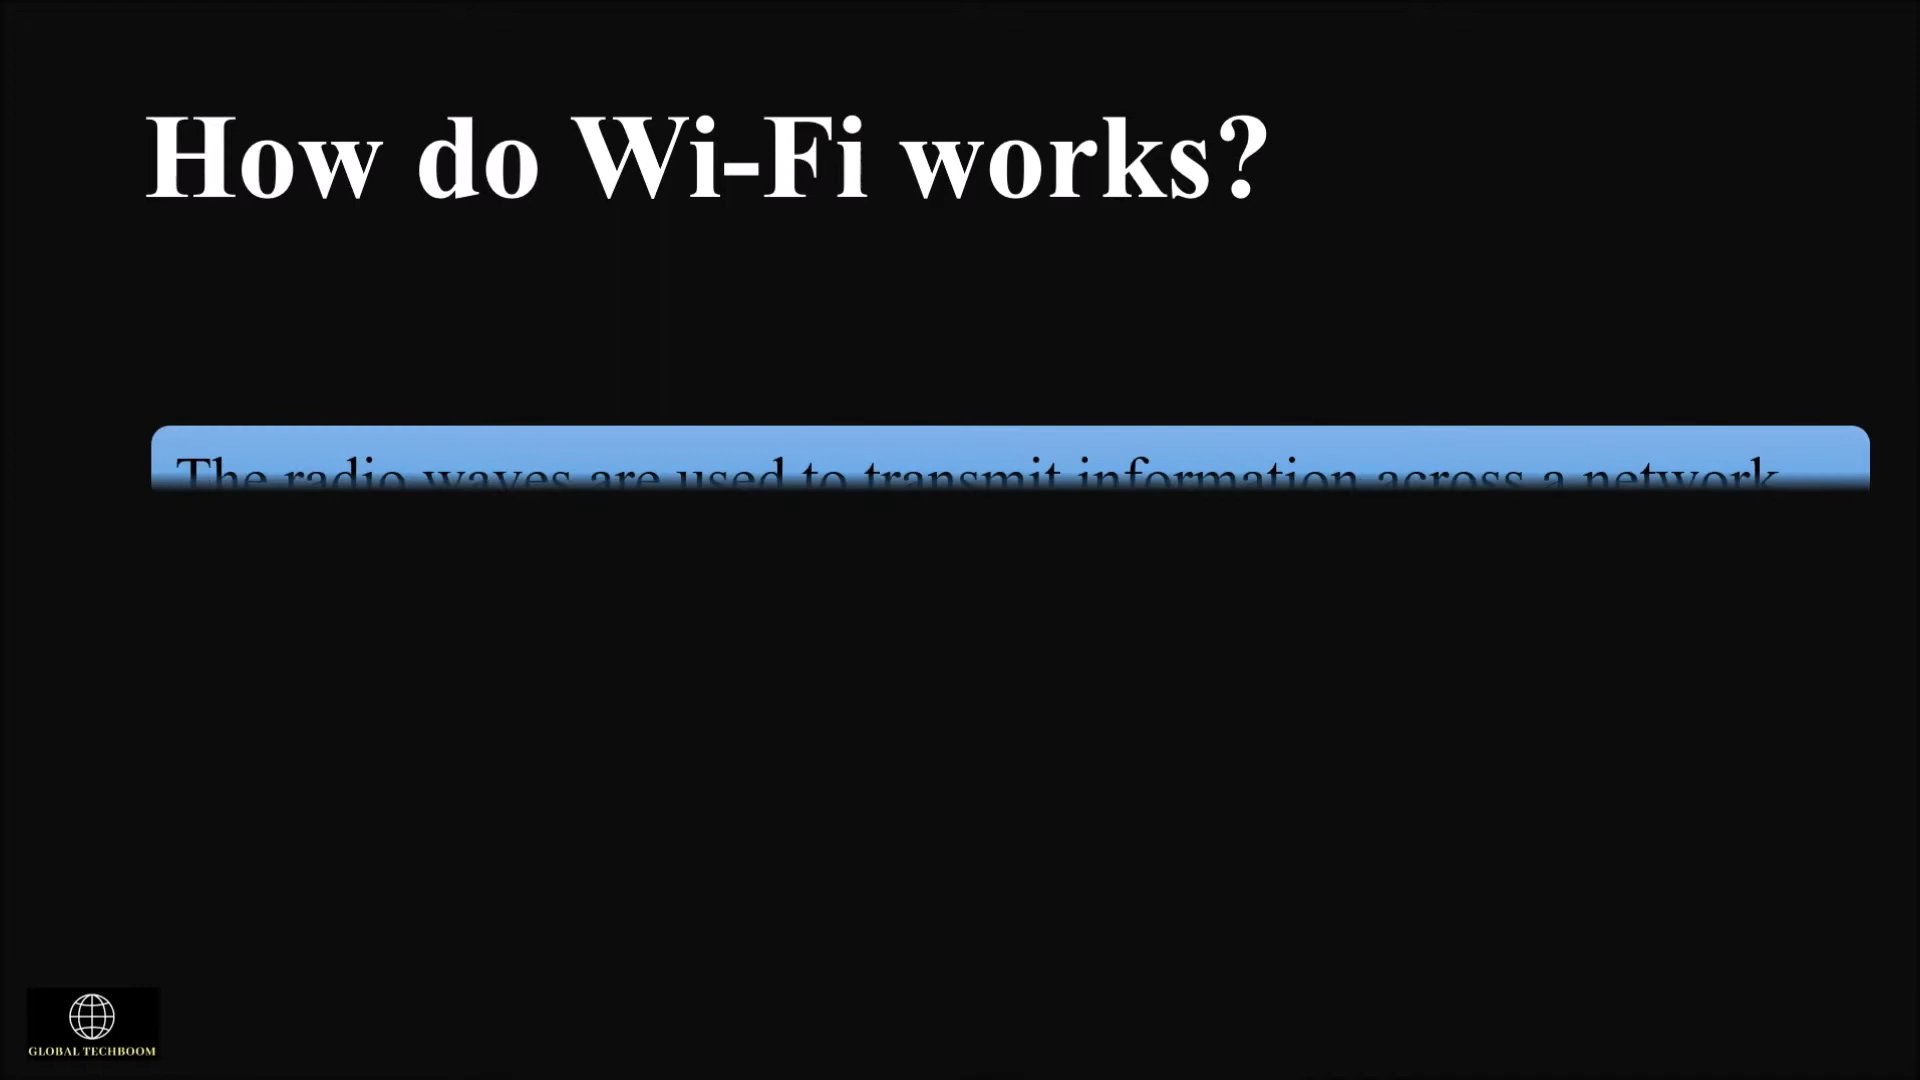 How do Wi-Fi works?
The radio waves are used to transmit information across a network
GLOBAL TECHBOOM